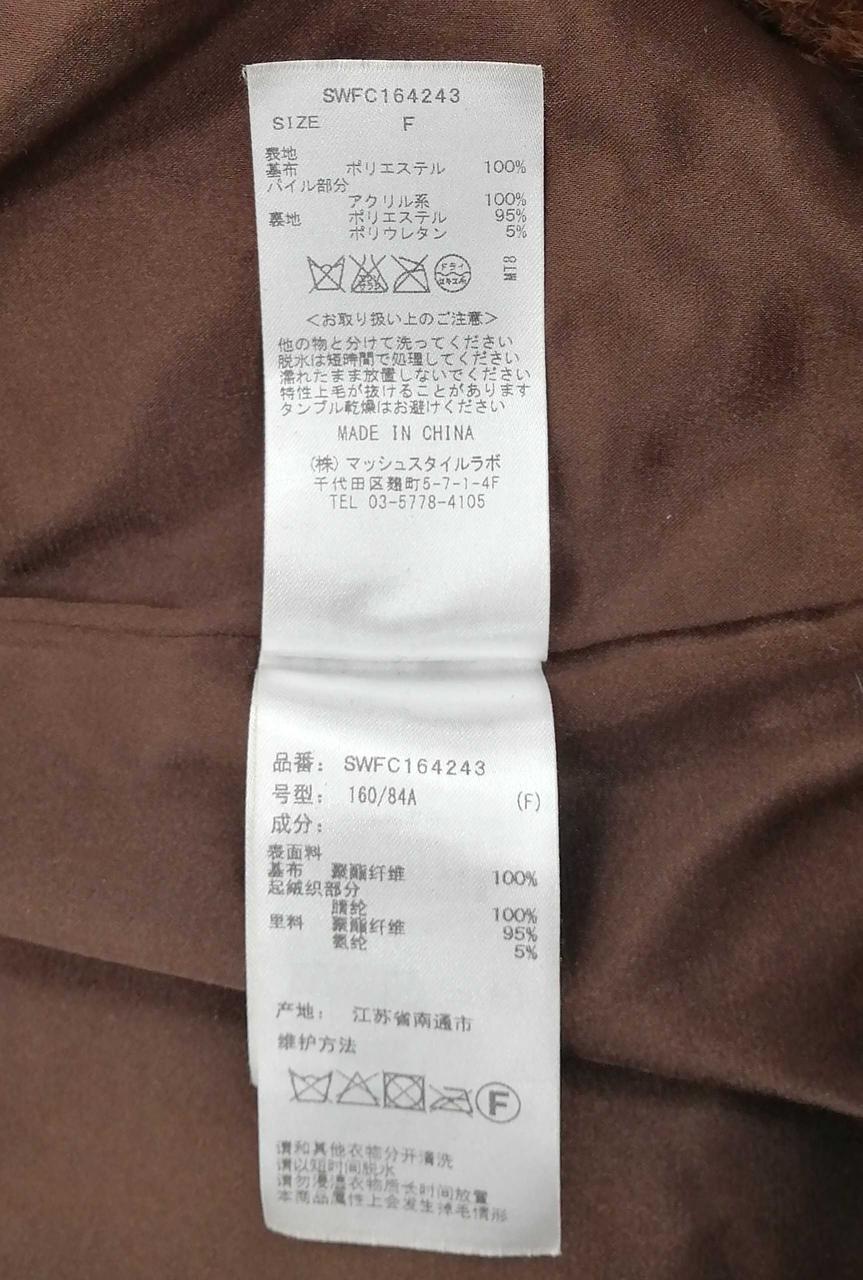 SWFC164243
SIZE F
表地
基布 ポリエステル 100%
パイル部分
アクリル系 100%
裏地 ポリエステル 95%
ポリウレタン 5%
ドライ
セキユ系
WT8
<お取り扱い上のご注意>
他の物と分けて洗ってください
脱水は短時間で処理してください
濡れたまま放置しないでください
特性上毛が抜けることがあります
タンブル乾燥はお避けください
MADE IN CHINA
(株)マッシュスタイルラボ
千代田区麹町5-7-1-4F
TEL 03-5778-4105
品番: SWFC164243
号型: 160/84A (F)
成分:
表面料
基布 聚酯纤维 100%
起绒织部分
腈纶 100%
里料 聚酯纤维 95%
氨纶 5%
产地: 江苏省南通市
维护方法
F
请和其他衣物分开清洗
请以短时间脱水
请勿浸湿衣物质长时间放置
本商品属性上会发生掉毛情形